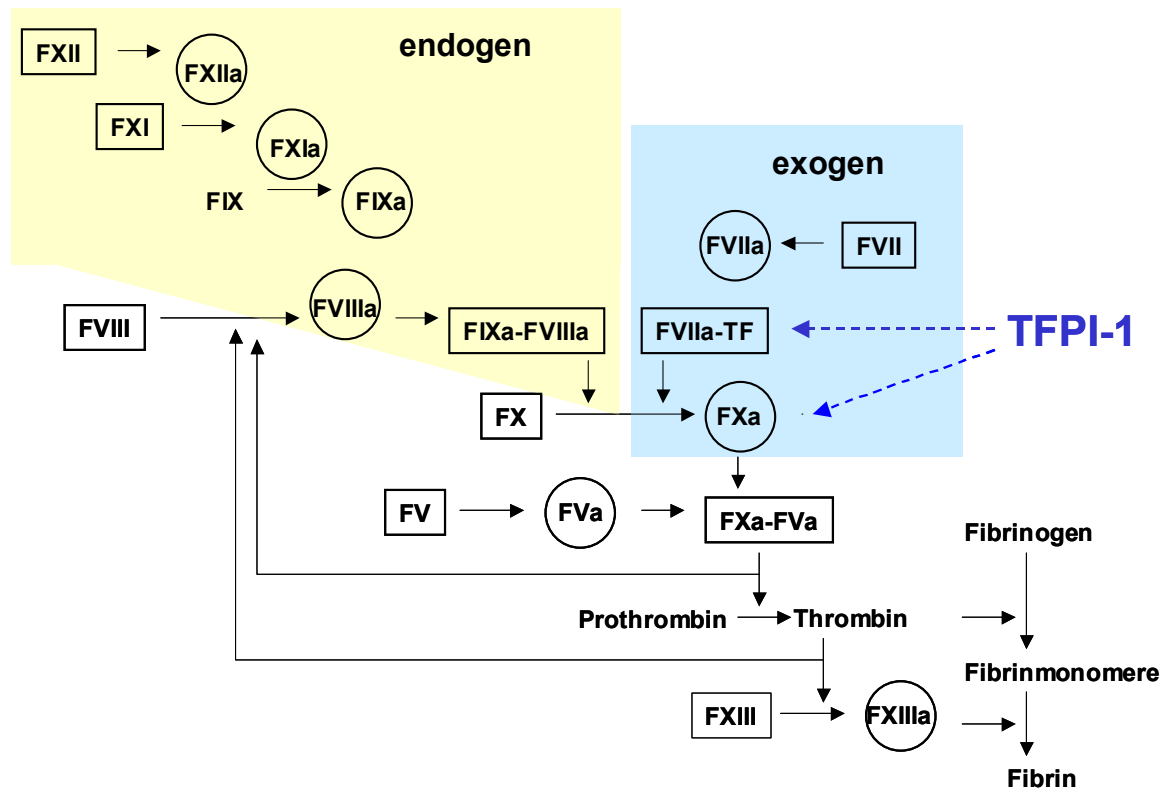 endogen
FXII
FXIIa
FXI
FXIa
FIX
FIXa
exogen
FVIIa
FVII
FVIII
FVIIIa
FIXa-FVIIIa
FVIIa-TF
TFPI-1
FX
FXa
FV
FVa
FXa-FVa
Fibrinogen
Prothrombin
Thrombin
Fibrinmonomere
FXIII
FXIIIa
Fibrin